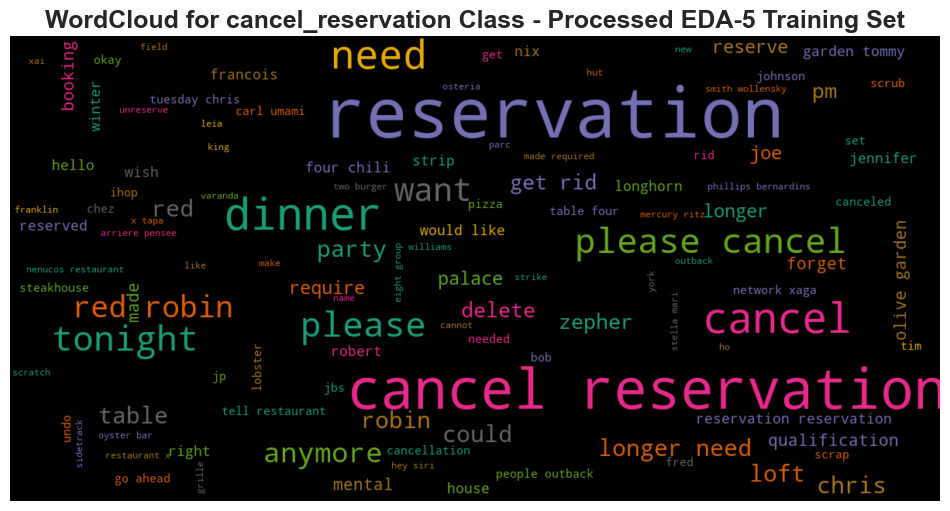 WordCloud for cancel_reservation Class - Processed EDA-5 Training Set
xai
field
okay
booking
need
get
nix
new
reserve
garden tommy
francois
hut
johnson
scrub
winter
tuesday chris
unreserve
carl umami
osteria
reservation
smith wollensky
pm
leia
king
parc
set
hello
wish
four chili
strip
made required
rid
joe
jennifer
ihop
varanda
two burger
want
get rid
longhorn
phillips bernardins
franklin
chez
red
dinner
pizza
table four
mercury ritz
longer
canceled
x tapa
reserved
arriere pensee
would like
please cancel
olive garden
party
williams
nenucos restaurant
like
make
eight group
outback
forget
steakhouse
made
require
palace
strike
york
network xaga
name
red robin
delete
zepher
stella mari
cancel
tonight
please
cannot
needed
robert
ho
tim
scratch
lobster
bob
jp
jbs
cancel reservation
table
tell restaurant
robin
reservation reservation
undo
sidetrack
oyster bar
could
longer need
qualification
restaurant x
right
anymore
cancellation
scrap
hey siri
fred
go ahead
grille
people outback
loft
mental
house
chris